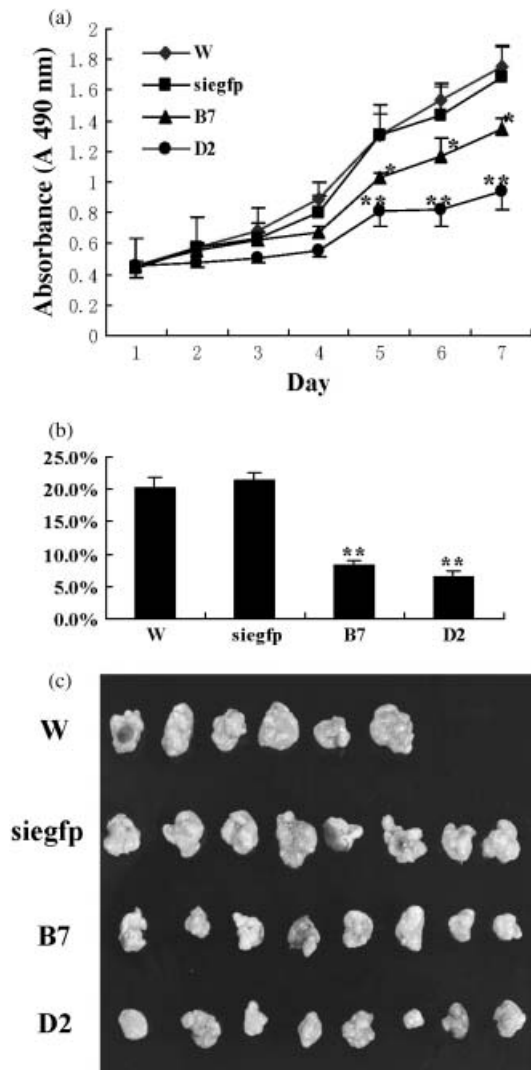 (a)
Absorbance (A 490 nm)
2
1.8
1.6
1.4
1.2
1
0.8
0.6
0.4
0.2
0
W
siegfp
B7
D2
*
*
*
**
**
**
1 2 3 4 5 6 7
Day
(b)
25.0%
20.0%
15.0%
10.0%
5.0%
0.0%
** **
W siegfp B7 D2
(c)
W
siegfp
B7
D2